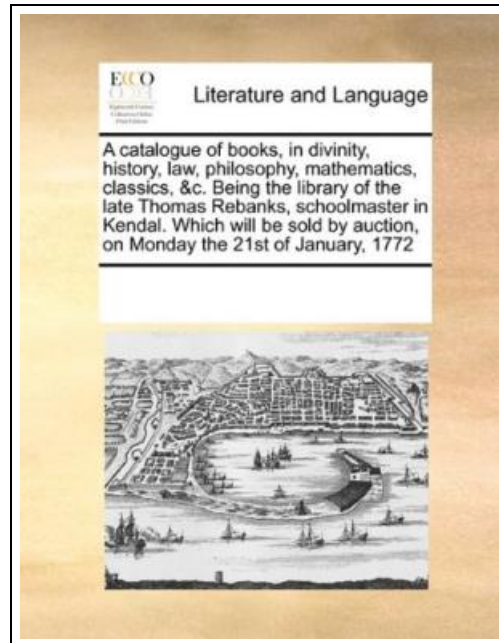 ECCO
Literature and Language
A catalogue of books, in divinity,
history, law, philosophy, mathematics,
classics, &c. Being the library of the
late Thomas Rebanks, schoolmaster in
Kendal. Which will be sold by auction,
on Monday the 21st of January, 1772